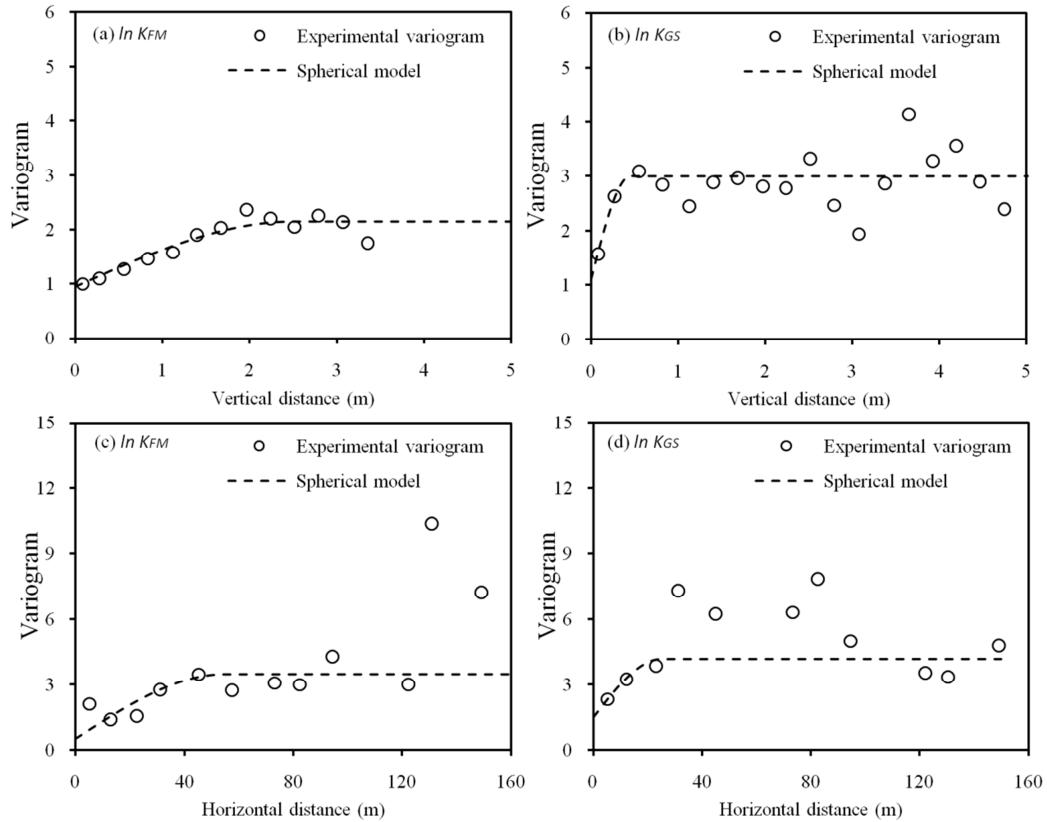 (a) ln KFM
Experimental variogram
Spherical model
6
5
4
3
2
1
0
Variogram
0 1 2 3 4 5
Vertical distance (m)
(b) ln KGS
Experimental variogram
Spherical model
6
5
4
3
2
1
0
Variogram
0 1 2 3 4 5
Vertical distance (m)
(c) ln KFM
Experimental variogram
Spherical model
15
12
9
6
3
0
Variogram
0 40 80 120 160
Horizontal distance (m)
(d) ln KGS
Experimental variogram
Spherical model
15
12
9
6
3
0
Variogram
0 40 80 120 160
Horizontal distance (m)